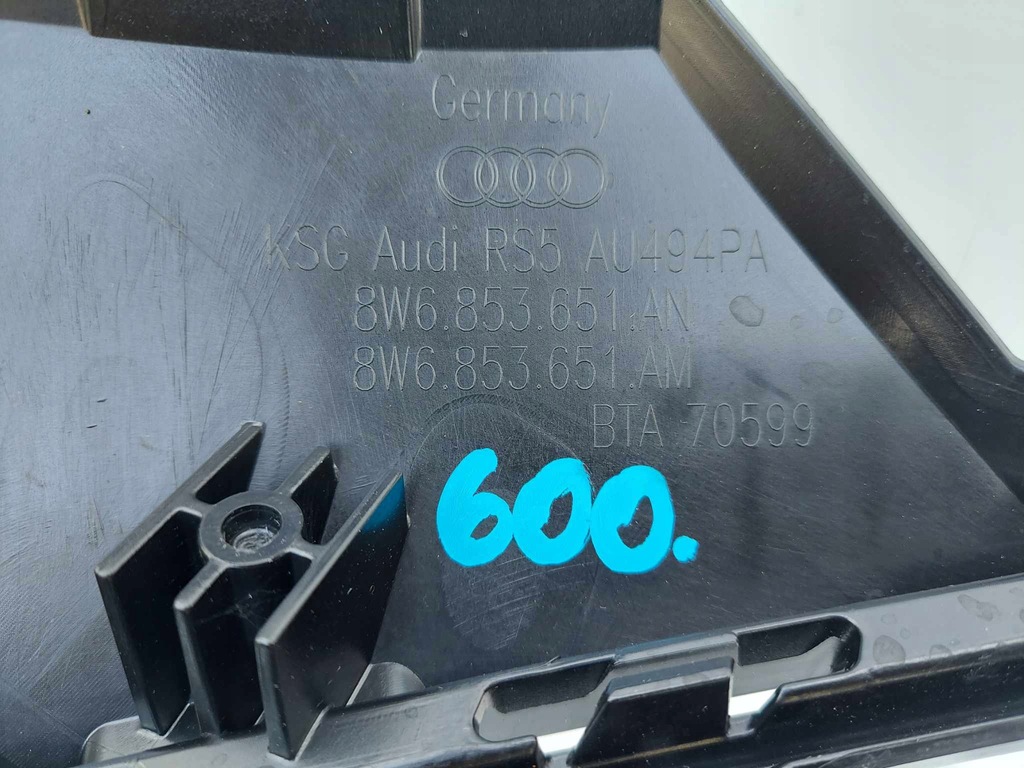 Germany
KSG Audi RS5 AU494PA
8W6.853.651.AN
8W6.853.651.AM
BTA 70599
600.